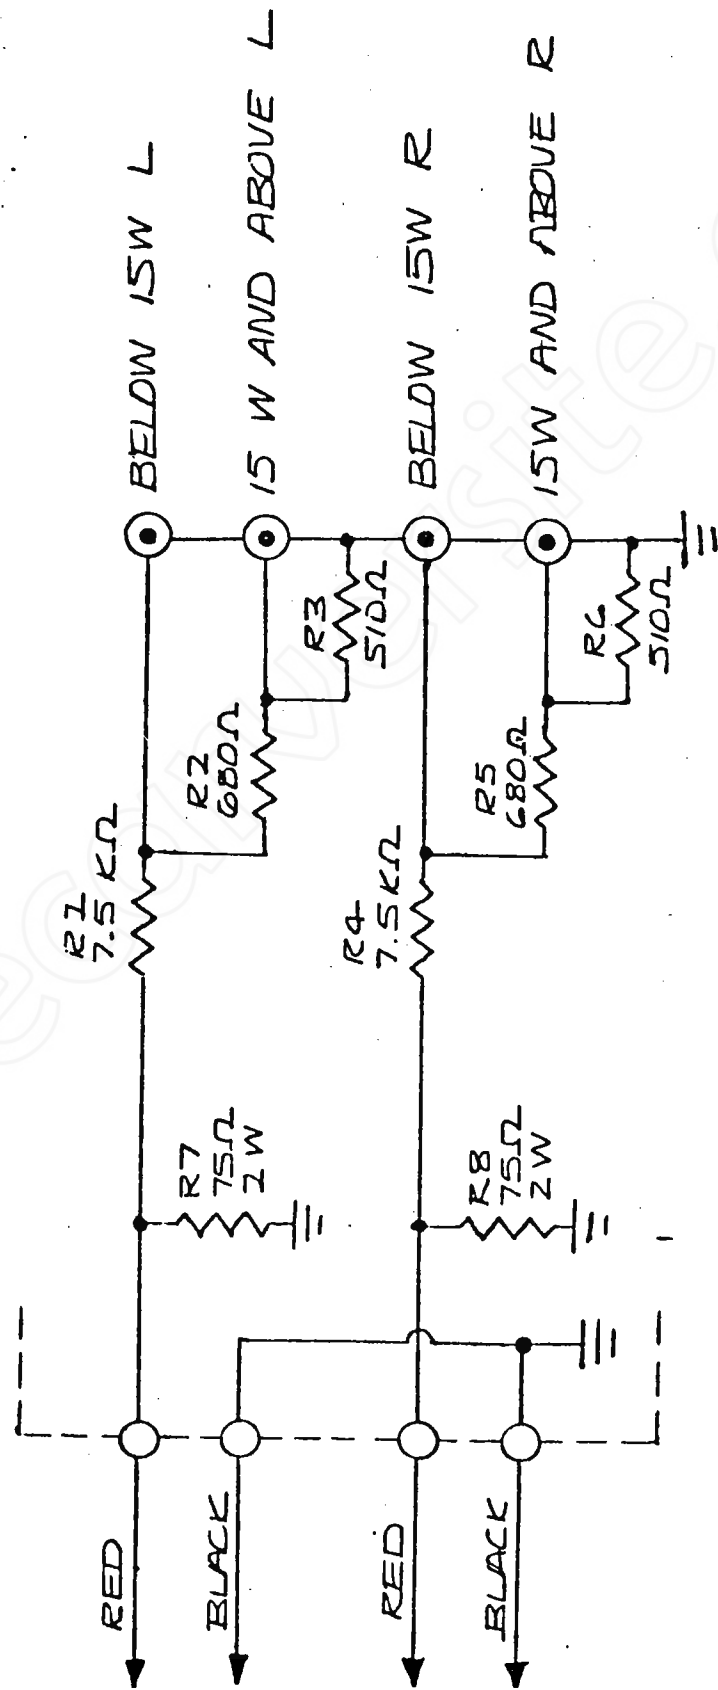 BELOW 15W L
15 W AND ABOVE L
BELOW 15W R
15W AND ABOVE R
R1
7.5 KΩ
R2
680Ω
R3
510Ω
R4
7.5KΩ
R5
680Ω
R6
510Ω
R7
75Ω
2W
R8
75Ω
2W
RED
BLACK
RED
BLACK